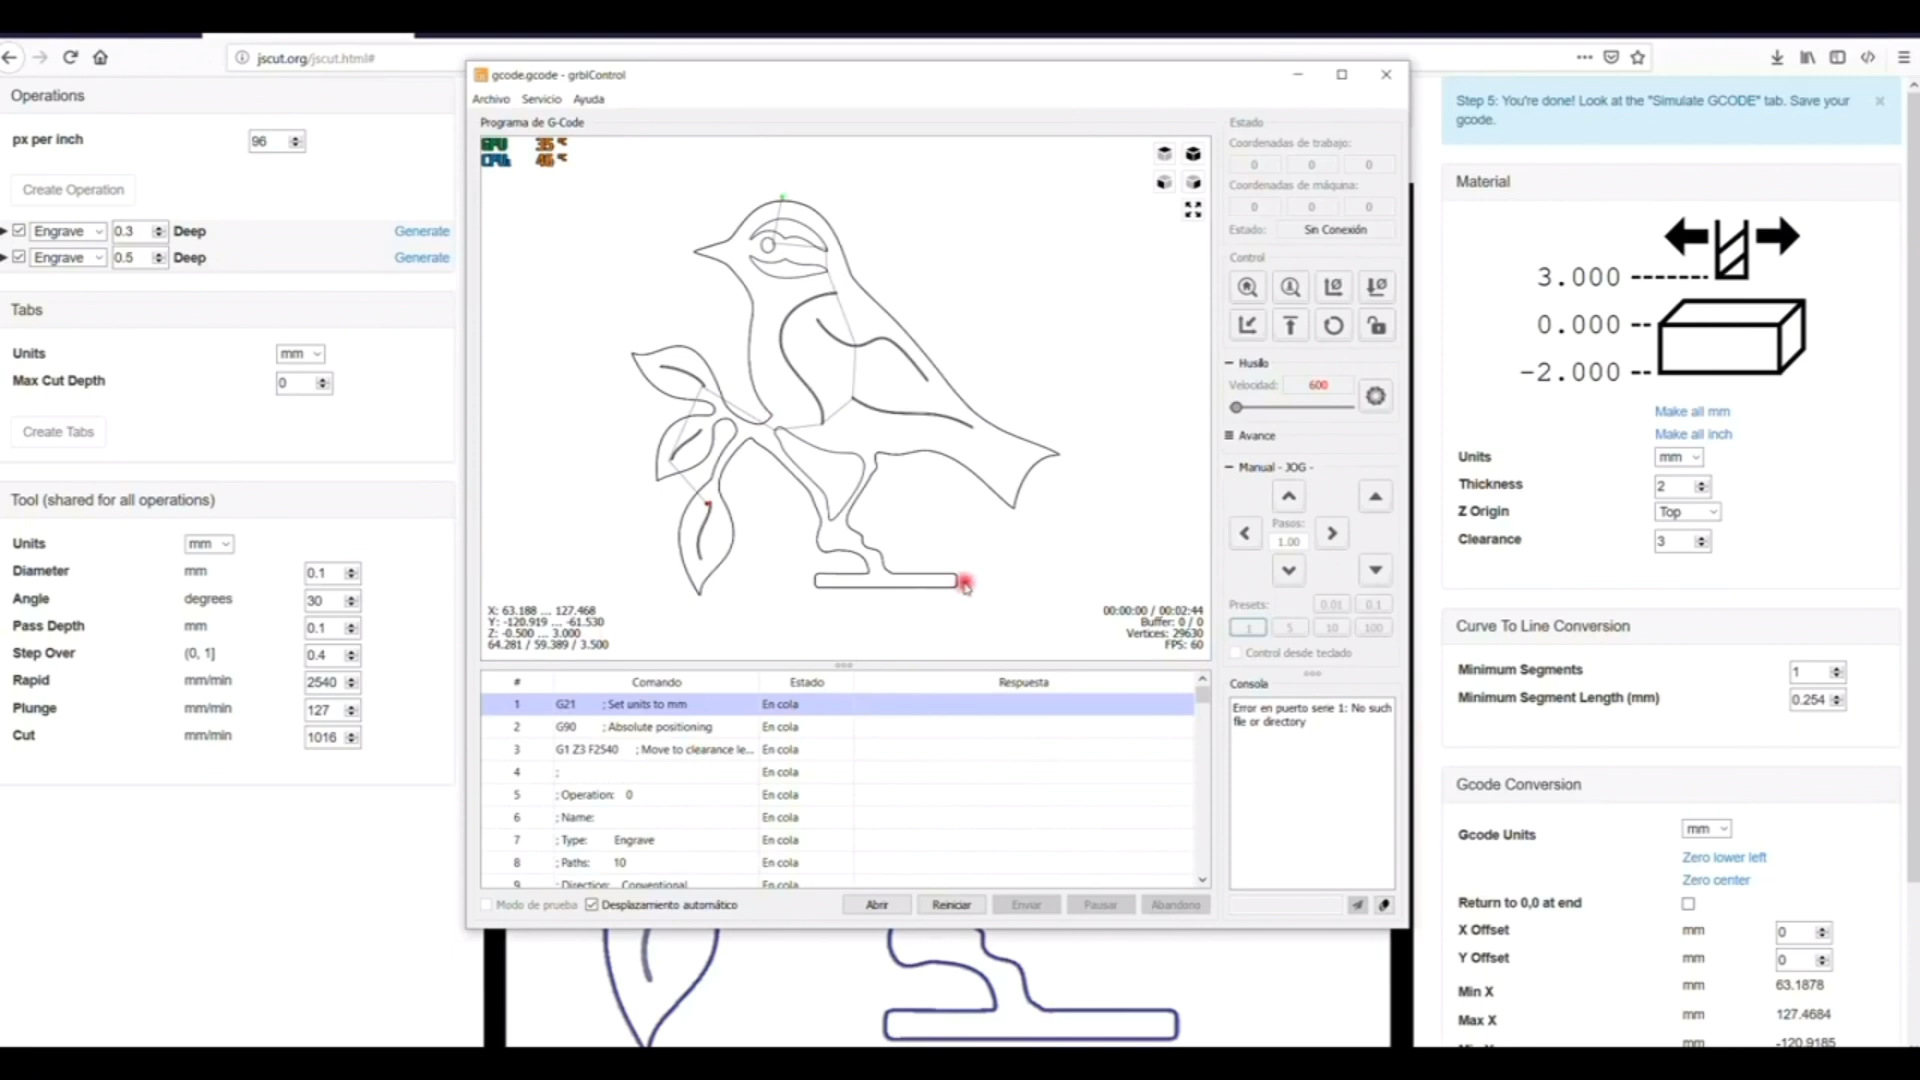 jscut.org/jscut.html#
Operations
px per inch
96
Create Operation
Engrave
0.3
Deep
Generate
Engrave
0.5
Deep
Generate
Tabs
Units
mm
Max Cut Depth
0
Create Tabs
Tool (shared for all operations)
Units
mm
Diameter
mm
0.1
Angle
degrees
30
Pass Depth
mm
0.1
Step Over
(0, 1]
0.4
Rapid
mm/min
2540
Plunge
mm/min
127
Cut
mm/min
1016
gcode.gcode - grblControl
Archivo
Servicio
Ayuda
Programa de G-Code
GPU 35 °C
X: 63.188 ... 127.468
Y: -120.919 ... -61.530
Z: -0.500 ... 3.000
64.281 / 59.389 / 3.500
00:00:00 / 00:02:44
Buffer: 0 / 0
Vertices: 29630
FPS: 60
# Comando Estado Respuesta
1 G21 ; Set units to mm En cola
2 G90 ; Absolute positioning En cola
3 G1 Z3 F2540 ; Move to clearance le... En cola
4 ; En cola
5 ; Operation: 0 En cola
6 ; Name: En cola
7 ; Type: Engrave En cola
8 ; Paths: 10 En cola
9 ; Direction: Conventional En cola
Modo de prueba
Desplazamiento automático
Abrir
Reiniciar
Enviar
Pausar
Abandono
Estado
Coordenadas de trabajo:
0 0 0
Coordenadas de máquina:
0 0 0
Estado:
Sin Conexión
Control
Husilo
Velocidad:
600
Avance
Manual - JOG -
Pasos:
1.00
Presets:
0.01 0.1
1 5 10 100
Control desde teclado
Consola
Error en puerto serie 1: No such
file or directory
Step 5: You're done! Look at the "Simulate GCODE" tab. Save your
gcode.
Material
3.000
0.000
-2.000
Make all mm
Make all inch
Units
mm
Thickness
2
Z Origin
Top
Clearance
3
Curve To Line Conversion
Minimum Segments
1
Minimum Segment Length (mm)
0.254
Gcode Conversion
Gcode Units
mm
Zero lower left
Zero center
Return to 0,0 at end
X Offset
mm
0
Y Offset
mm
0
Min X
mm
63.1878
Max X
mm
127.4684
mm
-120.9185